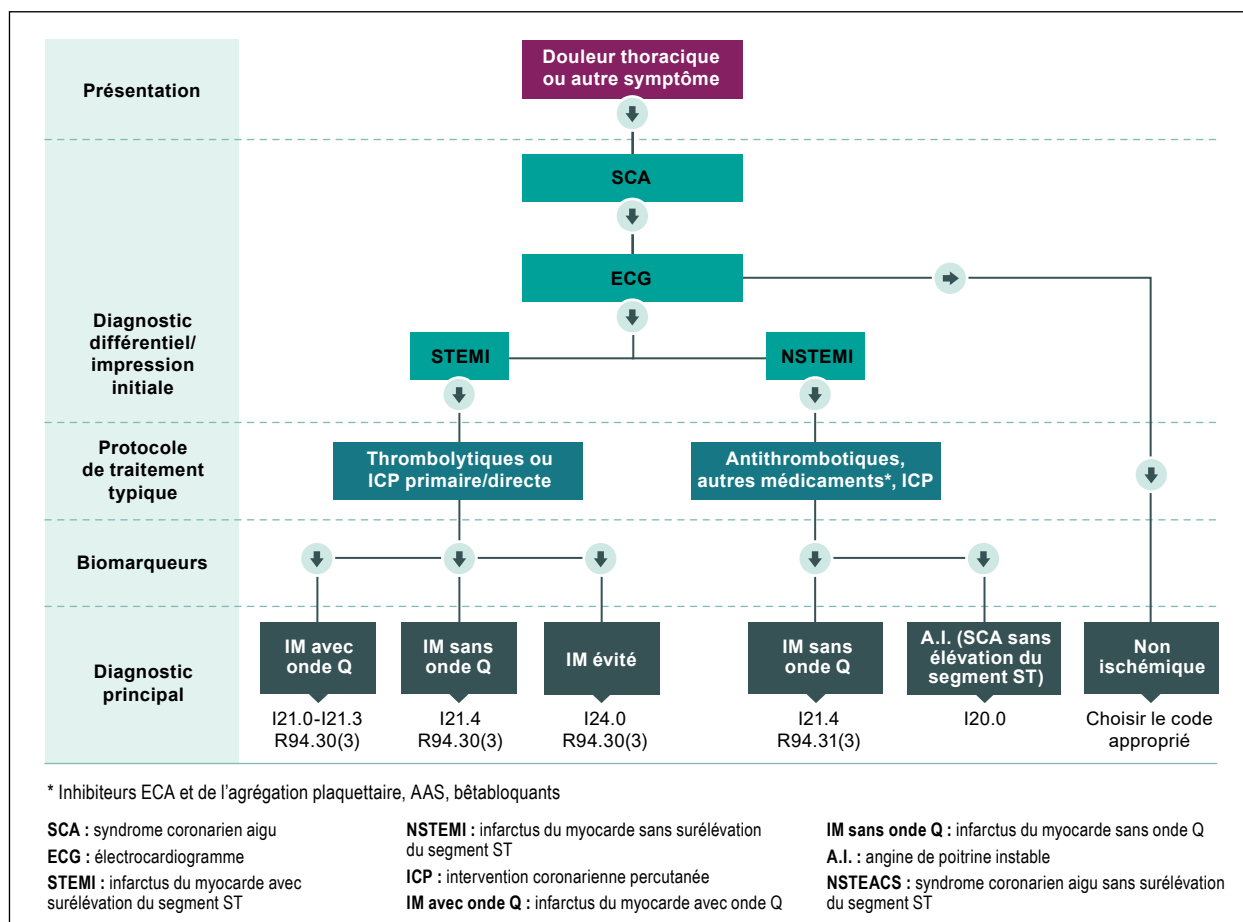 Présentation
Douleur thoracique
ou autre symptôme
SCA
ECG
Diagnostic
différentiel/
impression
initiale
STEMI
NSTEMI
Protocole
de traitement
typique
Thrombolytiques ou
ICP primaire/directe
Antithrombotiques,
autres médicaments*, ICP
Biomarqueurs
Diagnostic
principal
IM avec
onde Q
IM sans
onde Q
IM évité
IM sans
onde Q
A.I. (SCA sans
élévation du
segment ST)
Non
ischémique
I21.0-I21.3
R94.30(3)
I21.4
R94.30(3)
I24.0
R94.30(3)
I21.4
R94.31(3)
I20.0
Choisir le code
approprié
* Inhibiteurs ECA et de l’agrégation plaquettaire, AAS, bêtabloquants
SCA : syndrome coronarien aigu
ECG : électrocardiogramme
STEMI : infarctus du myocarde avec
surélévation du segment ST
NSTEMI : infarctus du myocarde sans surélévation
du segment ST
ICP : intervention coronarienne percutanée
IM avec onde Q : infarctus du myocarde avec onde Q
IM sans onde Q : infarctus du myocarde sans onde Q
A.I. : angine de poitrine instable
NSTEACS : syndrome coronarien aigu sans surélévation
du segment ST